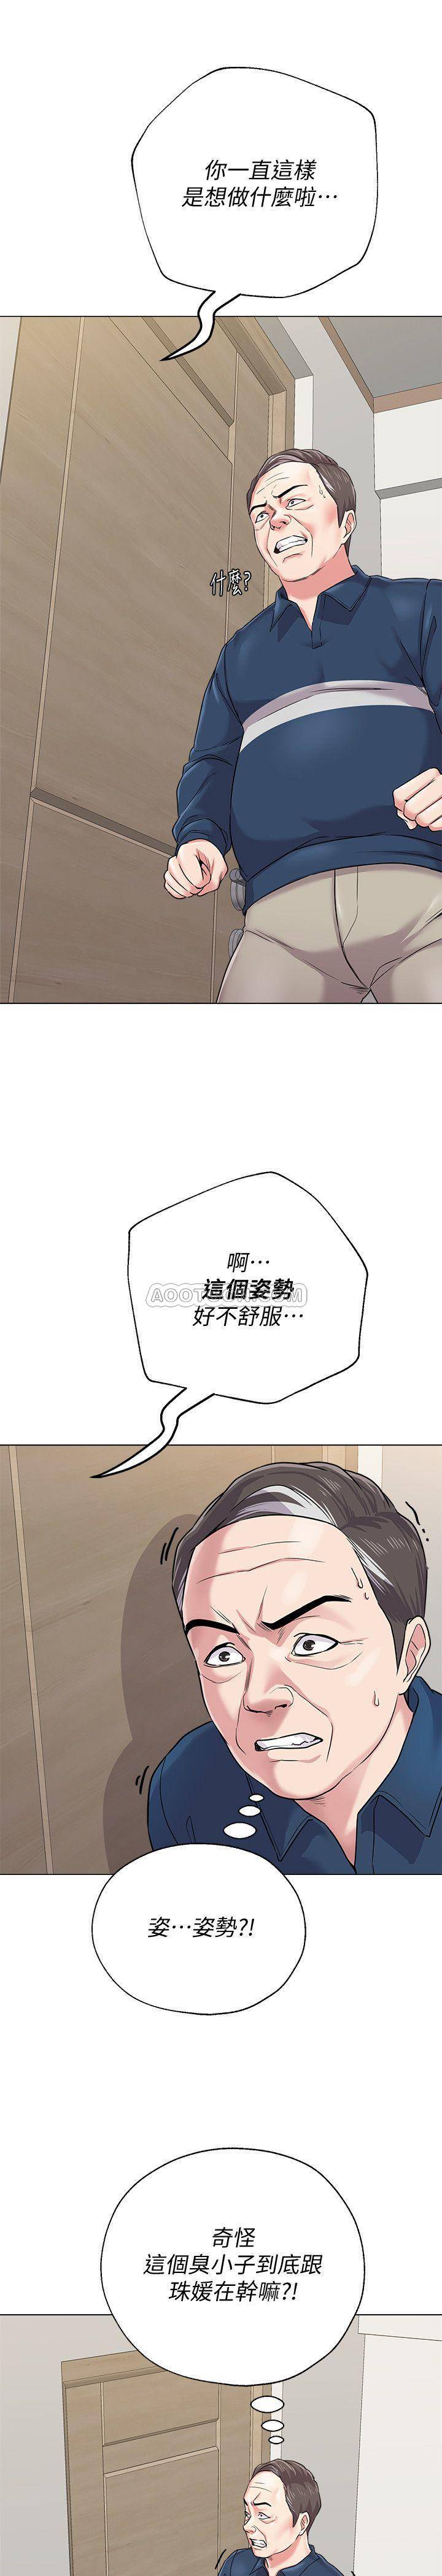 你一直這樣
是想做什麼啦…
什麼?
啊…
這個姿勢
好不舒服…
姿…姿勢?!
奇怪
這個臭小子到底跟
珠媛在幹嘛?!